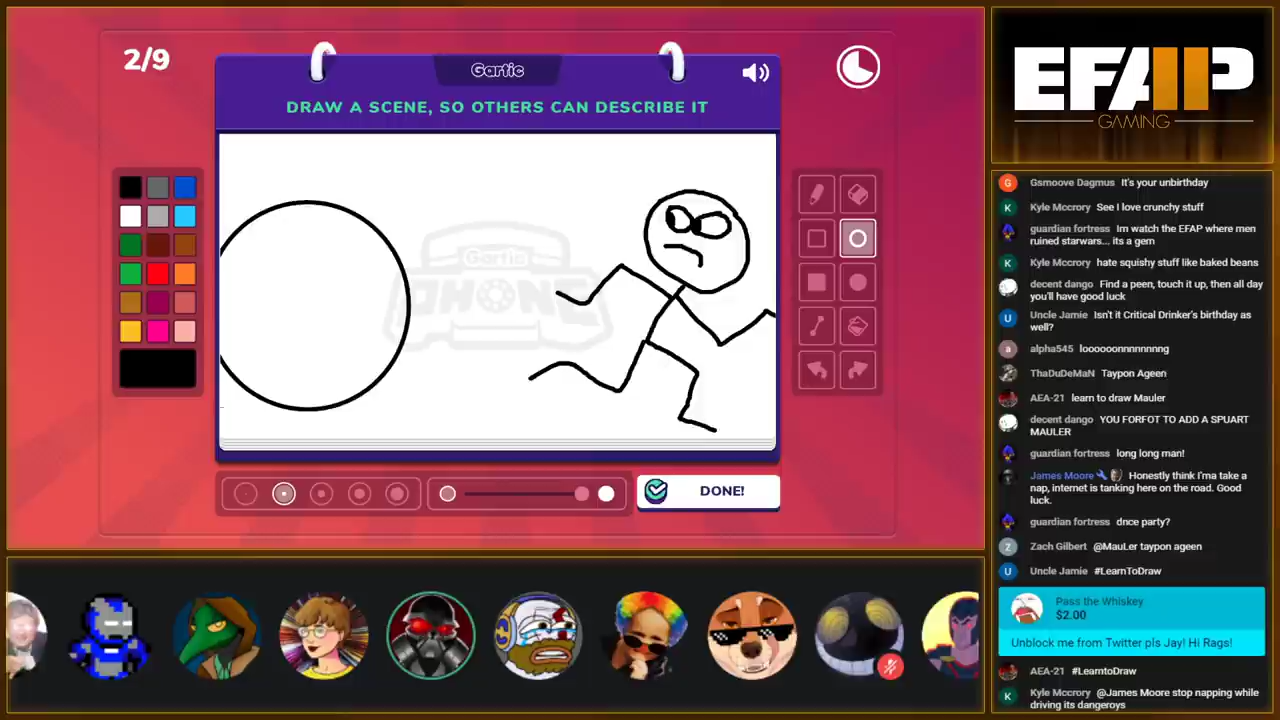 2/9
Gartic
DRAW A SCENE, SO OTHERS CAN DESCRIBE IT
Gartic
PHONE
DONE!
EFAP
GAMING
Gsmoove Dagmus It's your unbirthday
Kyle Mccrory See I love crunchy stuff
guardian fortress Im watch the EFAP where men
ruined starwars... its a gem
Kyle Mccrory hate squishy stuff like baked beans
decent dango Find a peen, touch it up, then all day
you'll have good luck
Uncle Jamie Isn't it Critical Drinker's birthday as
well?
alpha545 looooonnnnnnnng
ThaDuDeMaN Taypon Ageen
AEA-21 learn to draw Mauler
decent dango YOU FORFOT TO ADD A SPUART
MAULER
guardian fortress long long man!
James Moore Honestly think I'ma take a
nap, internet is tanking here on the road. Good
luck.
guardian fortress dnce party?
Zach Gilbert @MauLer taypon ageen
Uncle Jamie #LearnToDraw
Pass the Whiskey
$2.00
Unblock me from Twitter pls Jay! Hi Rags!
AEA-21 #LearntoDraw
Kyle Mccrory @James Moore stop napping while
driving its dangeroys